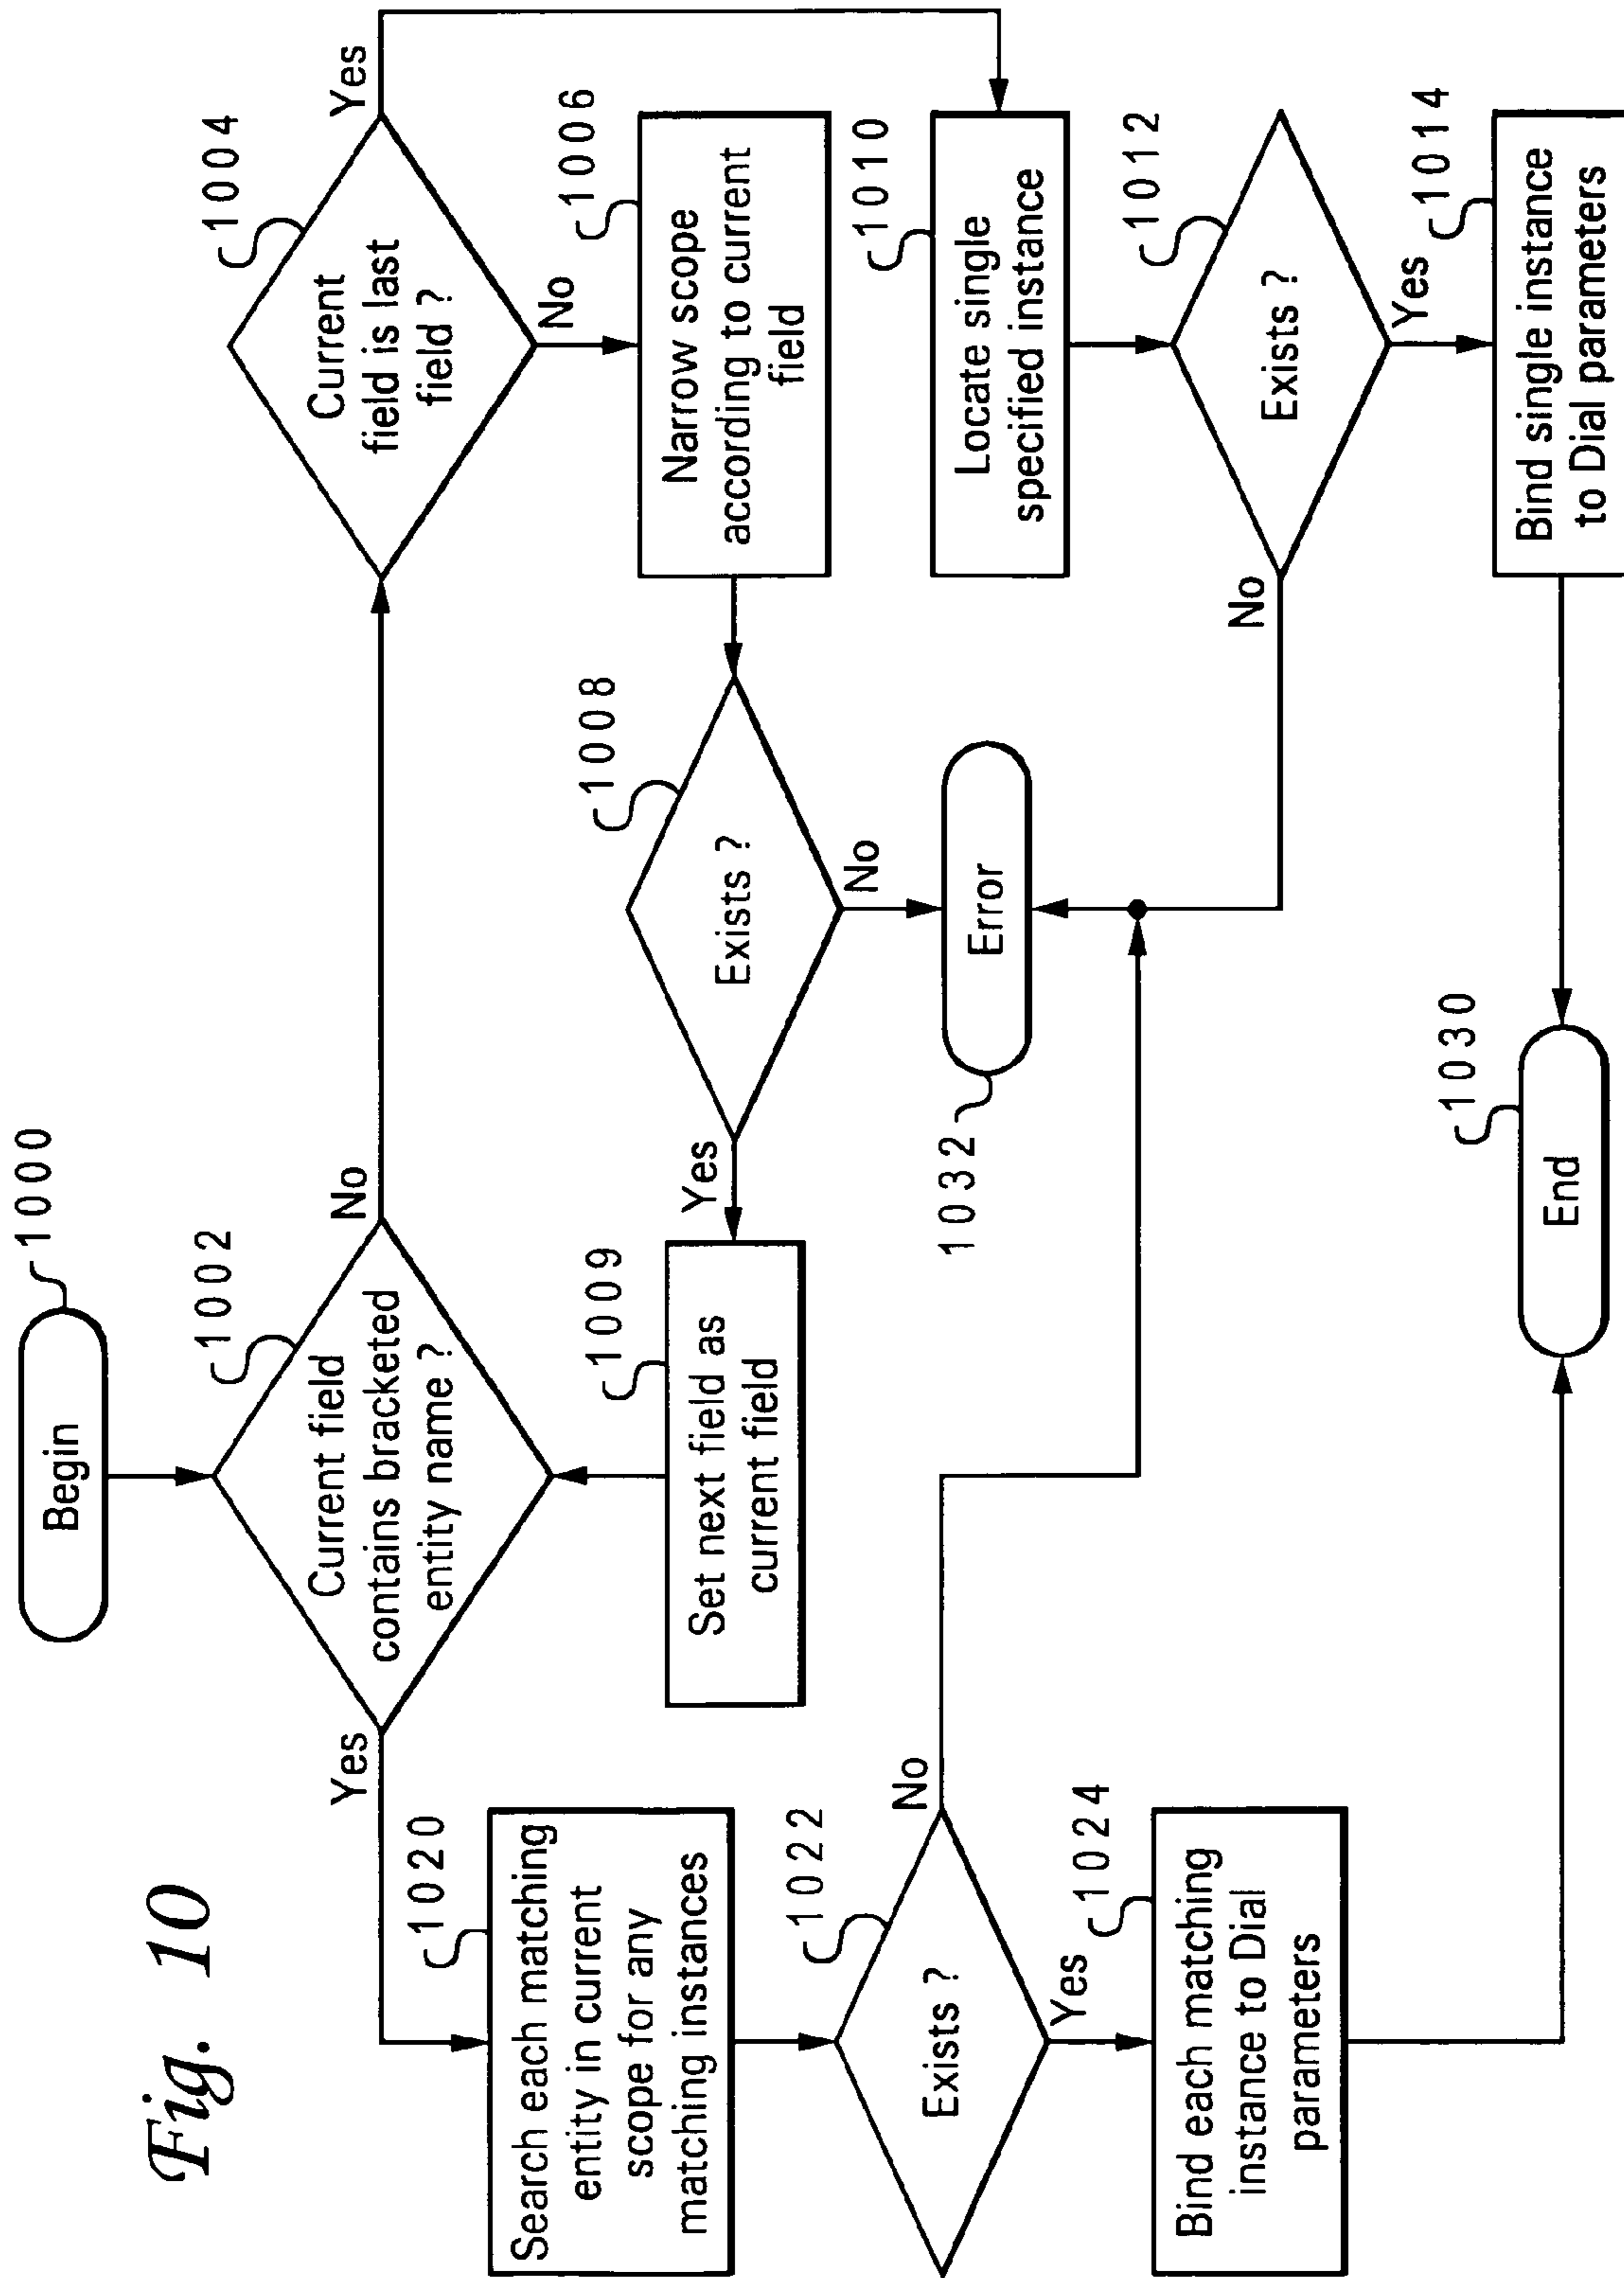 Fig. 10
Begin
1000
Current field
contains bracketed
entity name ?
1002
Yes
No
Current
field is last
field ?
1004
Yes
No
Narrow scope
according to current
field
1006
Exists ?
1008
Yes
No
Set next field as
current field
1009
Locate single
specified instance
1010
Exists ?
1012
No
Yes
Bind single instance
to Dial parameters
1014
Search each matching
entity in current
scope for any
matching instances
1020
Exists ?
1022
No
Yes
Bind each matching
instance to Dial
parameters
1024
Error
1032
End
1030